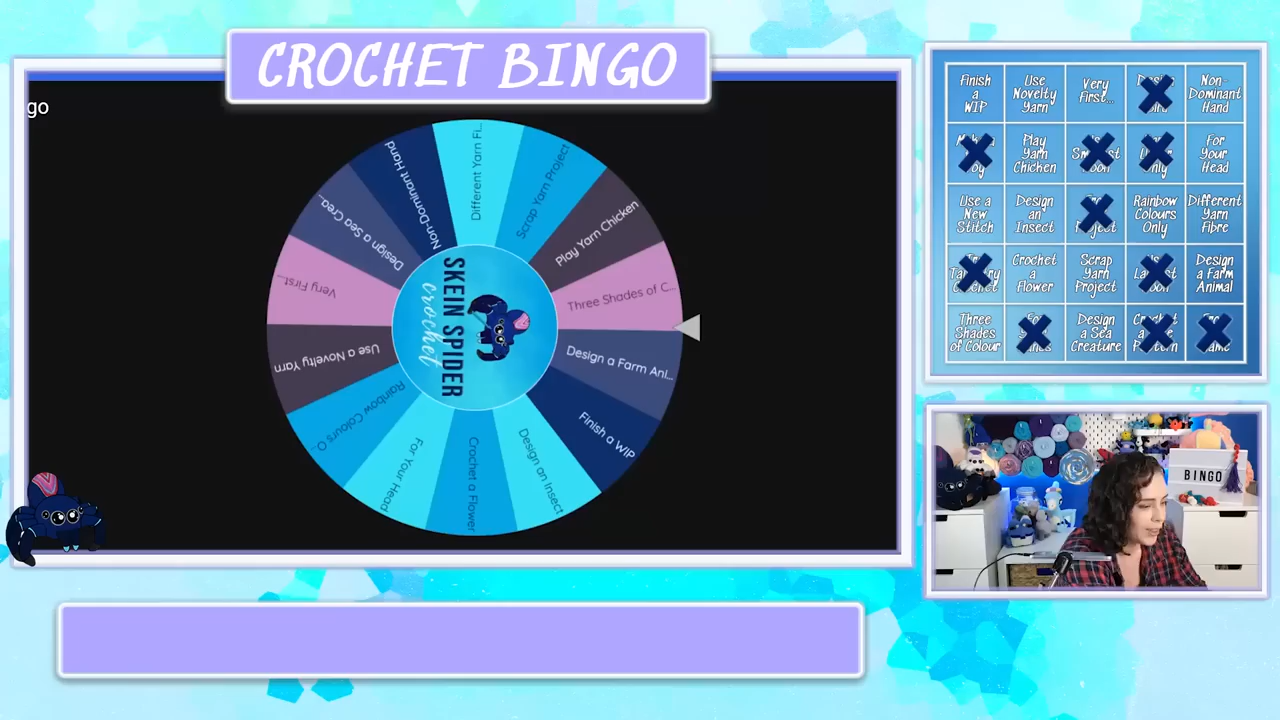 CROCHET BINGO
go
Different Yarn Fi...
Scrap Yarn Project
Play Yarn Chicken
Three Shades of C...
Design a Farm Ani...
Finish a WIP
Design an Insect
Crochet a Flower
For Your Head
Rainbow Colours O...
Use a Novelty Yarn
Very First...
Design a Sea Crea...
Non-Dominant Hand
SKEIN SPIDER
crochet
Finish
a
WIP
Use
Novelty
Yarn
Very
First...
Non-
Dominant
Hand
Play
Yarn
Chicken
Only
For
Your
Head
Use a
New
Stitch
Design
an
Insect
Project
Rainbow
Colours
Only
Different
Yarn
Fibre
Crochet
Crochet
a
Flower
Scrap
Yarn
Project
Design
a Farm
Animal
Three
Shades
of Colour
Design
a Sea
Creature
Pattern
BINGO